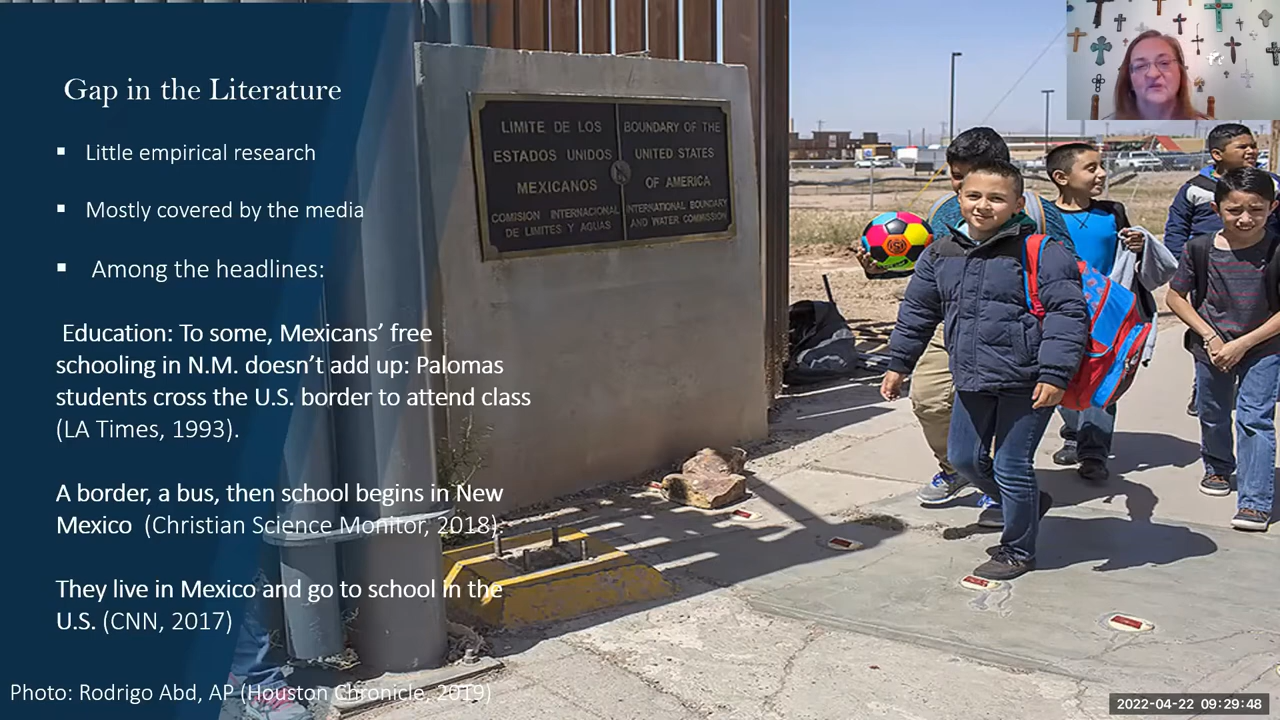 Gap in the Literature
▪ Little empirical research
▪ Mostly covered by the media
▪ Among the headlines:
Education: To some, Mexicans’ free
schooling in N.M. doesn’t add up: Palomas
students cross the U.S. border to attend class
(LA Times, 1993).
A border, a bus, then school begins in New
Mexico (Christian Science Monitor, 2018).
They live in Mexico and go to school in the
U.S. (CNN, 2017)
Photo: Rodrigo Abd, AP (Houston Chronicle, 2019)
LIMITE DE LOS
ESTADOS UNIDOS
MEXICANOS
COMISION INTERNACIONAL
DE LIMITES Y AGUAS
BOUNDARY OF THE
UNITED STATES
OF AMERICA
INTERNATIONAL BOUNDARY
AND WATER COMMISSION
2022-04-22 09:29:48